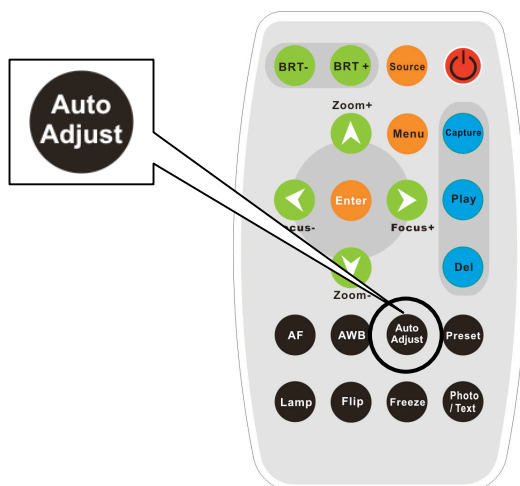 Auto
Adjust
BRT-
BRT +
Source
Zoom+
Menu
Capture
Enter
Play
ocus-
Focus+
Del
Zoom-
AF
AWB
Auto
Adjust
Preset
Lamp
Flip
Freeze
Photo
/ Text